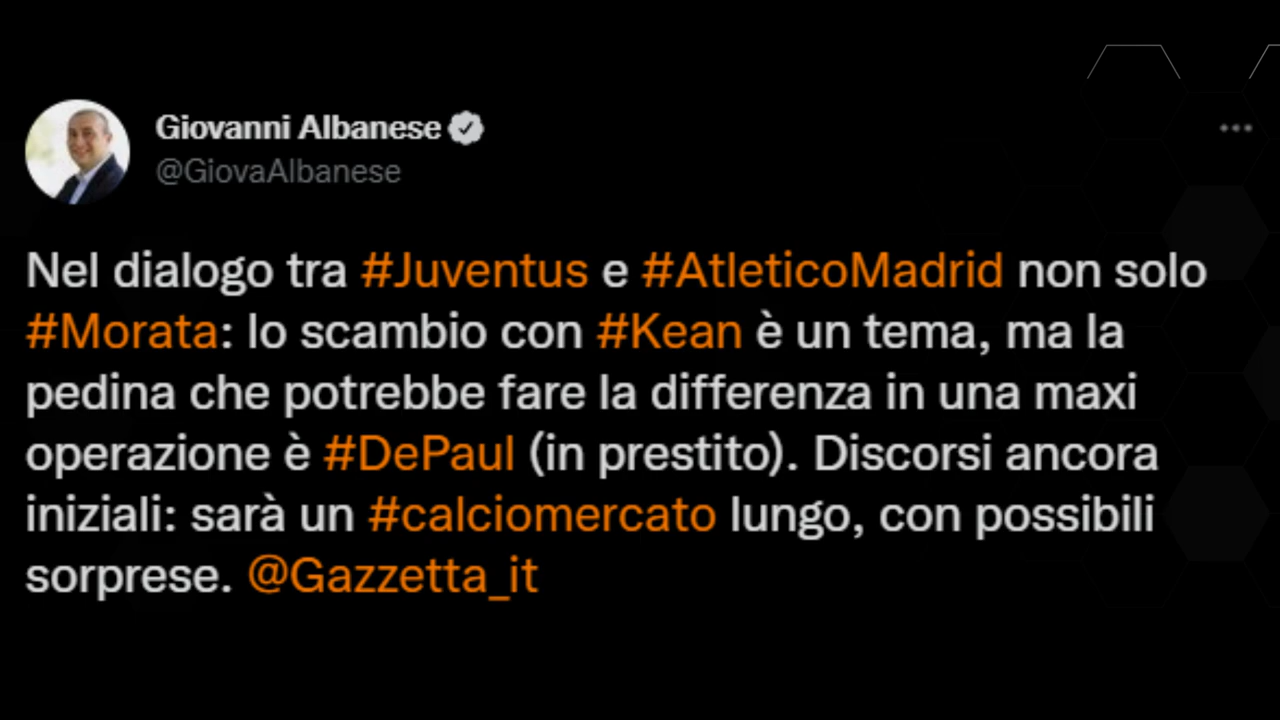 Giovanni Albanese
@GiovaAlbanese
Nel dialogo tra #Juventus e #AtleticoMadrid non solo
#Morata: lo scambio con #Kean è un tema, ma la
pedina che potrebbe fare la differenza in una maxi
operazione è #DePaul (in prestito). Discorsi ancora
iniziali: sarà un #calciomercato lungo, con possibili
sorprese. @Gazzetta_it